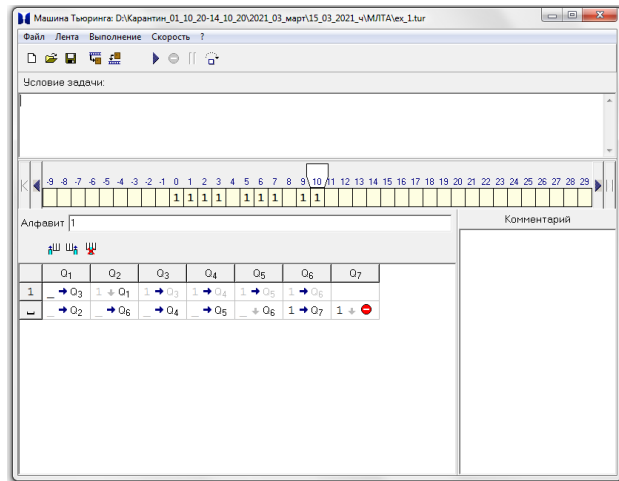 Машина Тьюринга: D:\Карантин_01_10_20-14_10_20\2021_03_март\15_03_2021_ч\МЛТА\ex_1.tur
Файл Лента Выполнение Скорость ?
Условие задачи:
-9 -8 -7 -6 -5 -4 -3 -2 -1 0 1 2 3 4 5 6 7 8 9 10 11 12 13 14 15 16 17 18 19 20 21 22 23 24 25 26 27 28 29
1 1 1 1 1 1 1 1 1
Алфавит 1
Комментарий
Q1 Q2 Q3 Q4 Q5 Q6 Q7
1 _ → Q3 1 ↓ Q1 1 → Q3 1 → Q4 1 → Q5 1 → Q6
␣ _ → Q2 _ → Q6 _ → Q4 _ → Q5 _ ↓ Q6 1 → Q7 1 ↓